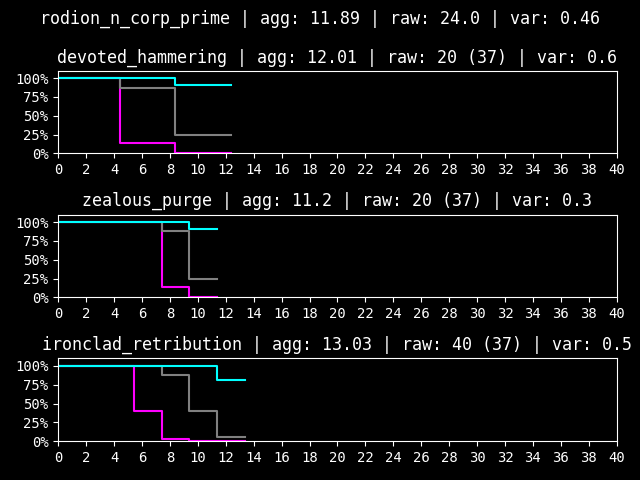 rodion_n_corp_prime | agg: 11.89 | raw: 24.0 | var: 0.46
devoted_hammering | agg: 12.01 | raw: 20 (37) | var: 0.6
100%
75%
50%
25%
0%
0 2 4 6 8 10 12 14 16 18 20 22 24 26 28 30 32 34 36 38 40
zealous_purge | agg: 11.2 | raw: 20 (37) | var: 0.3
100%
75%
50%
25%
0%
0 2 4 6 8 10 12 14 16 18 20 22 24 26 28 30 32 34 36 38 40
ironclad_retribution | agg: 13.03 | raw: 40 (37) | var: 0.5
100%
75%
50%
25%
0%
0 2 4 6 8 10 12 14 16 18 20 22 24 26 28 30 32 34 36 38 40